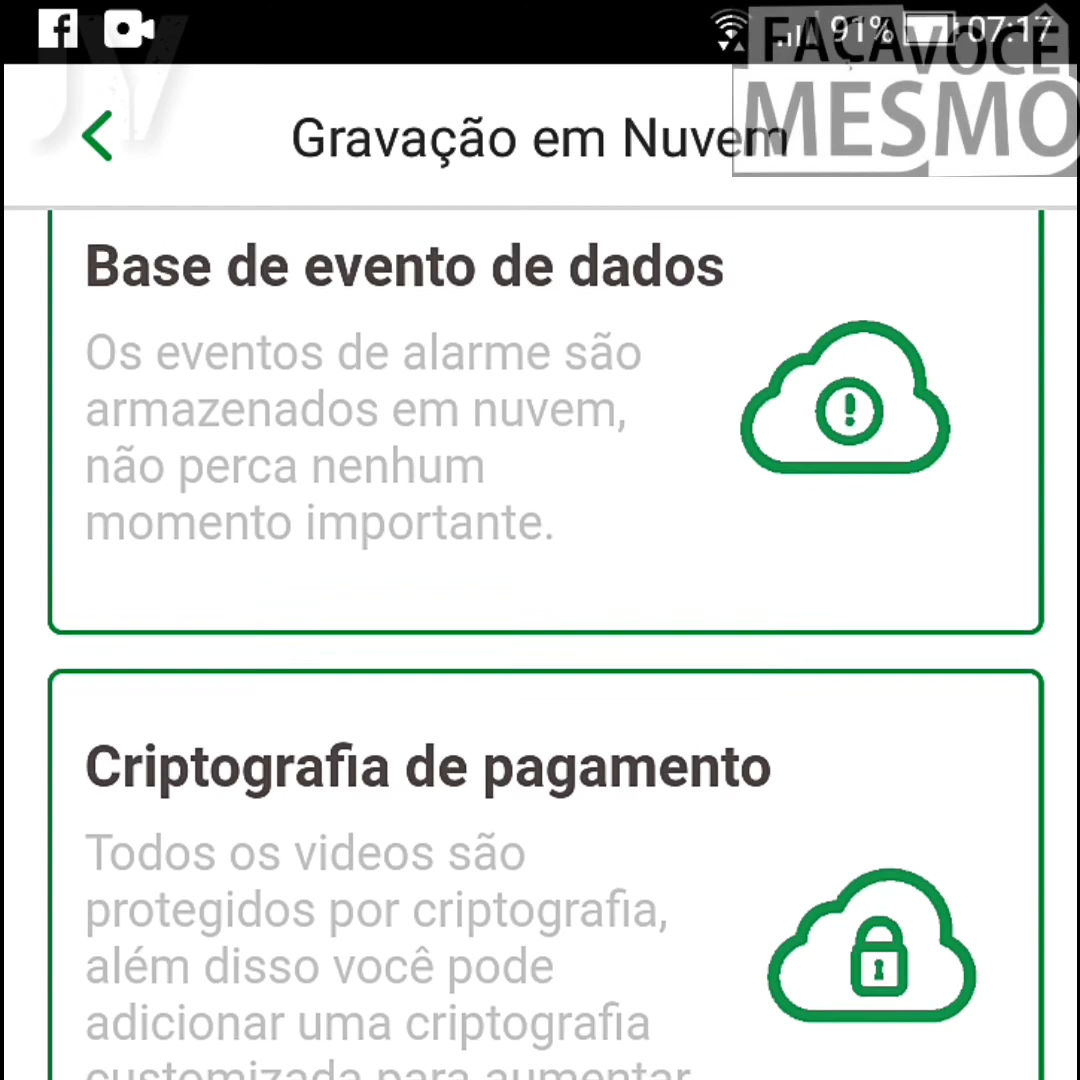 91% 07:17
FAÇA VOCÊ
MESMO
JV
Gravação em Nuvem
Base de evento de dados
Os eventos de alarme são
armazenados em nuvem,
não perca nenhum
momento importante.
Criptografia de pagamento
Todos os videos são
protegidos por criptografia,
além disso você pode
adicionar uma criptografia
customizada para aumentar